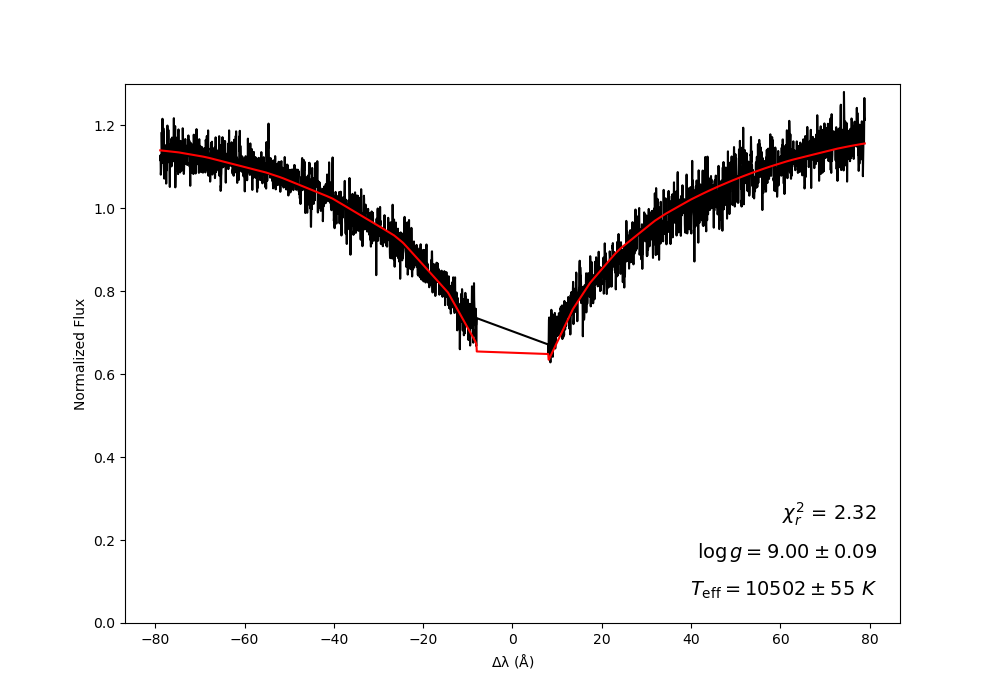 1.2
1.0
0.8
0.6
0.4
0.2
0.0
Normalized Flux
χ²ᵣ = 2.32
log g = 9.00 ± 0.09
T_eff = 10502 ± 55 K
−80 −60 −40 −20 0 20 40 60 80
Δλ (Å)